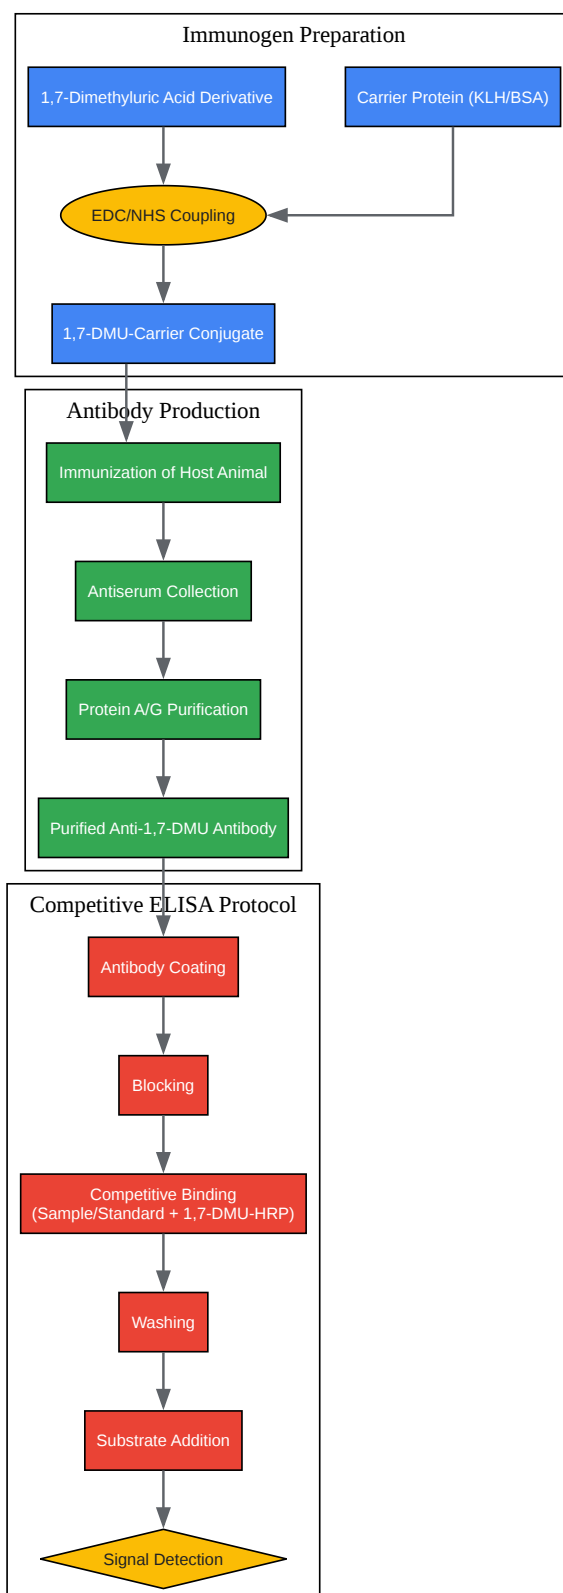 Immunogen Preparation
1,7-Dimethyluric Acid Derivative
Carrier Protein (KLH/BSA)
EDC/NHS Coupling
1,7-DMU-Carrier Conjugate
Antibody Production
Immunization of Host Animal
Antiserum Collection
Protein A/G Purification
Purified Anti-1,7-DMU Antibody
Competitive ELISA Protocol
Antibody Coating
Blocking
Competitive Binding
(Sample/Standard + 1,7-DMU-HRP)
Washing
Substrate Addition
Signal Detection